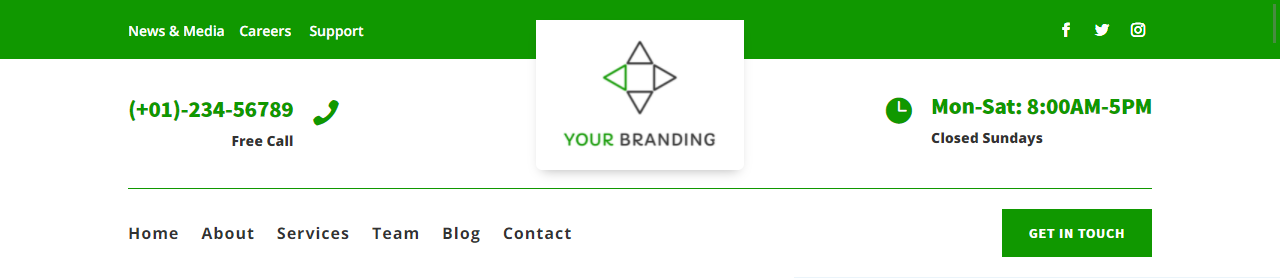 News & Media Careers Support
(+01)-234-56789
Free Call
YOUR BRANDING
Mon-Sat: 8:00AM-5PM
Closed Sundays
Home About Services Team Blog Contact
GET IN TOUCH